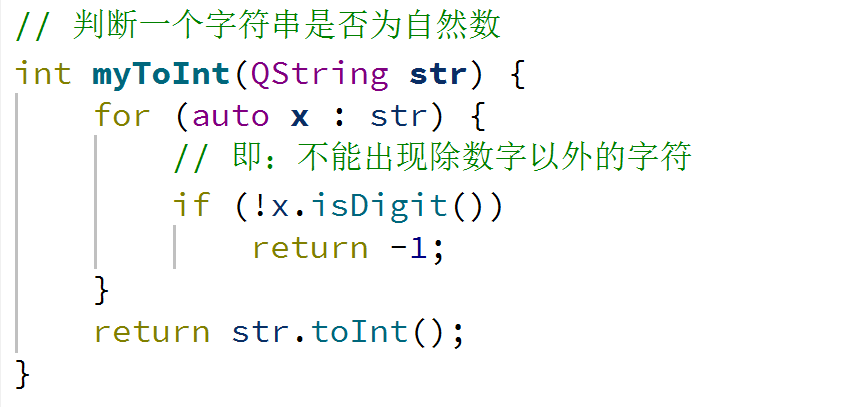 // 判断一个字符串是否为自然数
int myToInt(QString str) {
    for (auto x : str) {
        // 即：不能出现除数字以外的字符
        if (!x.isDigit())
            return -1;
    }
    return str.toInt();
}